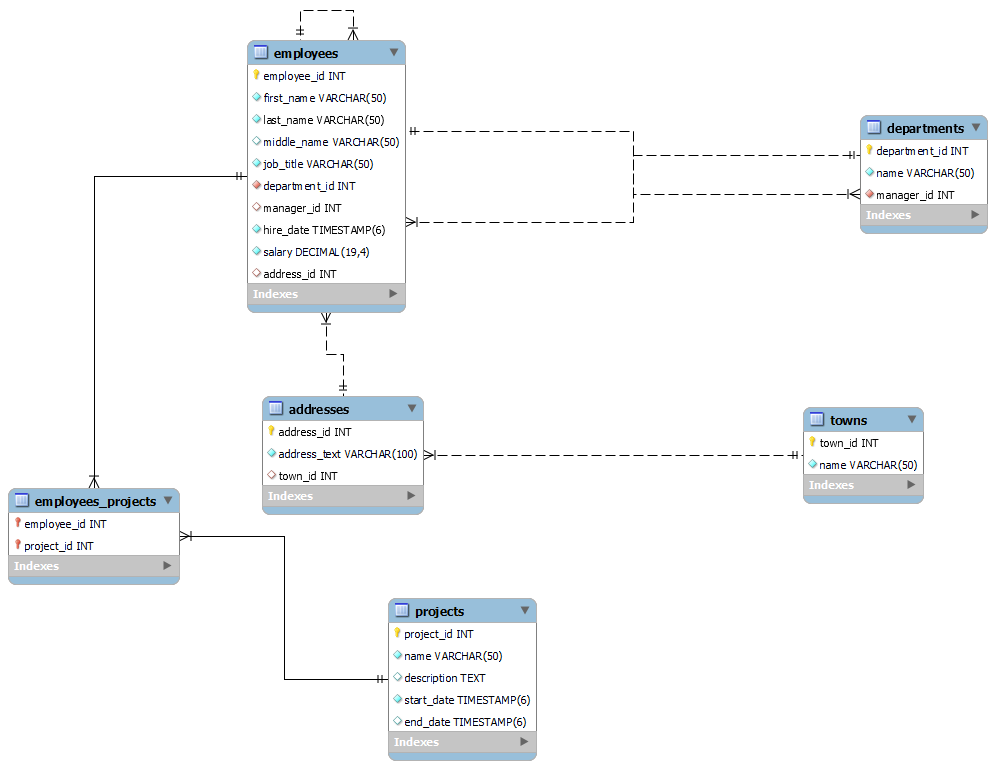 employees
employee_id INT
first_name VARCHAR(50)
last_name VARCHAR(50)
middle_name VARCHAR(50)
job_title VARCHAR(50)
department_id INT
manager_id INT
hire_date TIMESTAMP(6)
salary DECIMAL(19,4)
address_id INT
Indexes
departments
department_id INT
name VARCHAR(50)
manager_id INT
Indexes
addresses
address_id INT
address_text VARCHAR(100)
town_id INT
Indexes
towns
town_id INT
name VARCHAR(50)
Indexes
employees_projects
employee_id INT
project_id INT
Indexes
projects
project_id INT
name VARCHAR(50)
description TEXT
start_date TIMESTAMP(6)
end_date TIMESTAMP(6)
Indexes